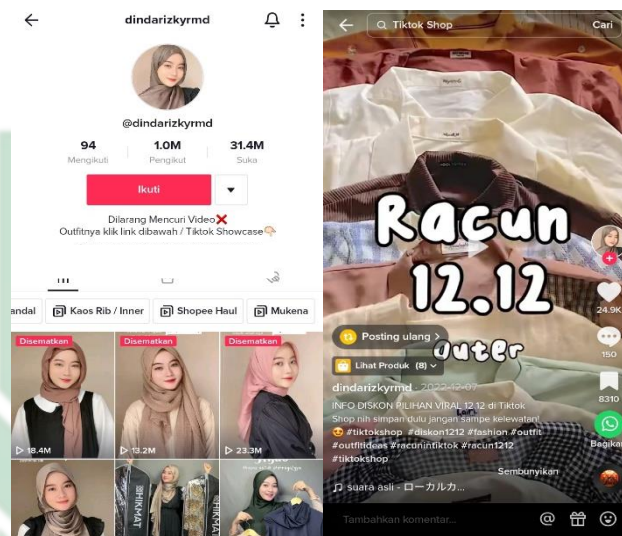 dindarizkyrmd
@dindarizkyrmd
94 1.0M 31.4M
Mengikuti Pengikut Suka
Ikuti
Dilarang Mencuri Video❌
Outfitnya klik link dibawah / Tiktok Showcase👇🏻
andal Kaos Rib / Inner Shopee Haul Mukena
Disematkan Disematkan Disematkan
18.4M 13.2M 23.3M
HIKMAT HIKMAT
Tiktok Shop Cari
Racun
12.12
outer
24.9K
150
8310
Bagikan
Posting ulang >
Lihat Produk (8)
dindarizkyrmd - 2022-12-07
INFO DISKON PILIHAN VIRAL 12.12 di Tiktok
Shop nih simpan dulu jangan sampe kelewatan!
😍 #tiktokshop #diskon1212 #fashion #outfit
#outfitideas #racuninfiktok #racun1212
#tiktokshop
Sembunyikan
suara asli - ローカルカ...
Tambahkan komentar...